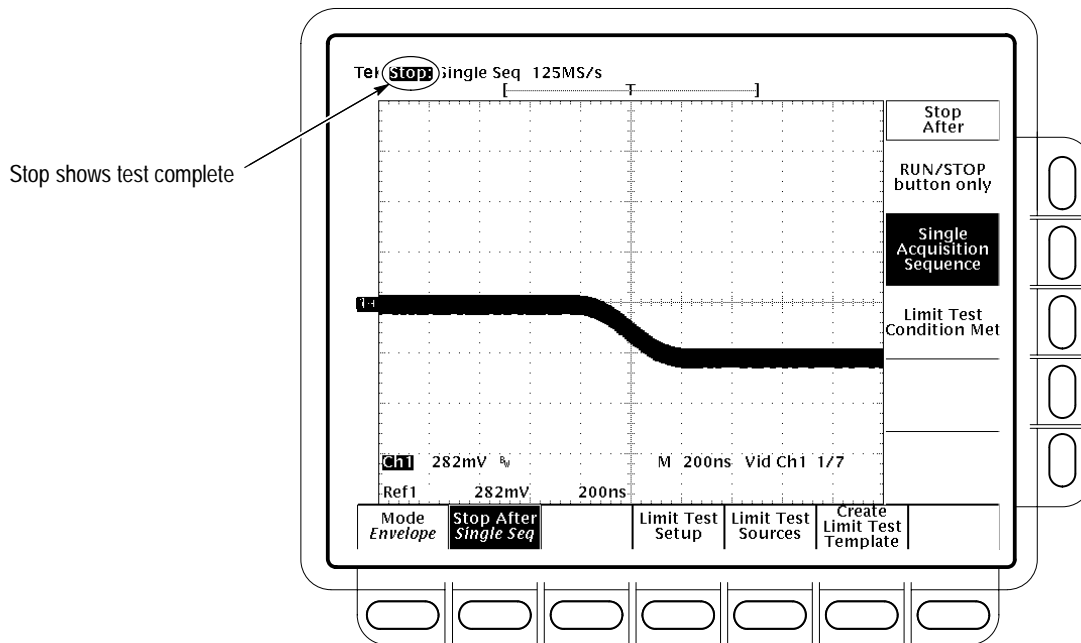 Tek Stop: Single Seq 125MS/s
[ T ]
Stop shows test complete
Stop
After
RUN/STOP
button only
Single
Acquisition
Sequence
Limit Test
Condition Met
Ch1 282mV BW M 200ns Vid Ch1 1/7
Ref1 282mV 200ns
Mode
Envelope
Stop After
Single Seq
Limit Test
Setup
Limit Test
Sources
Create
Limit Test
Template